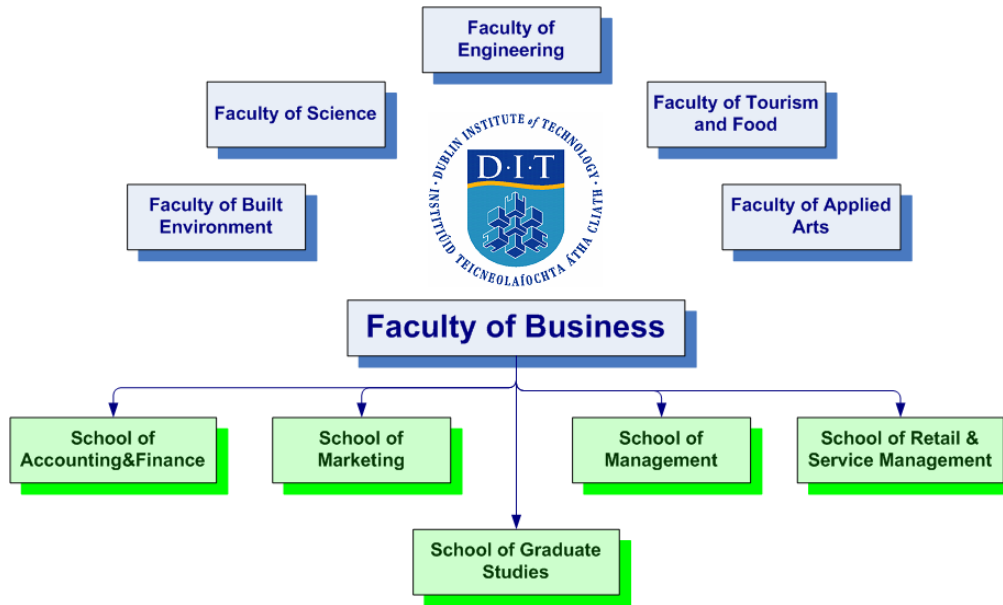 Faculty of
Engineering
Faculty of Science
Faculty of Tourism
and Food
· DUBLIN INSTITUTE of TECHNOLOGY ·
INSTITIÚID TEICNEOLAÍOCHTA ÁTHA CLIATH
D·I·T
Faculty of Built
Environment
Faculty of Applied
Arts
Faculty of Business
School of
Accounting&Finance
School of
Marketing
School of
Management
School of Retail &
Service Management
School of Graduate
Studies